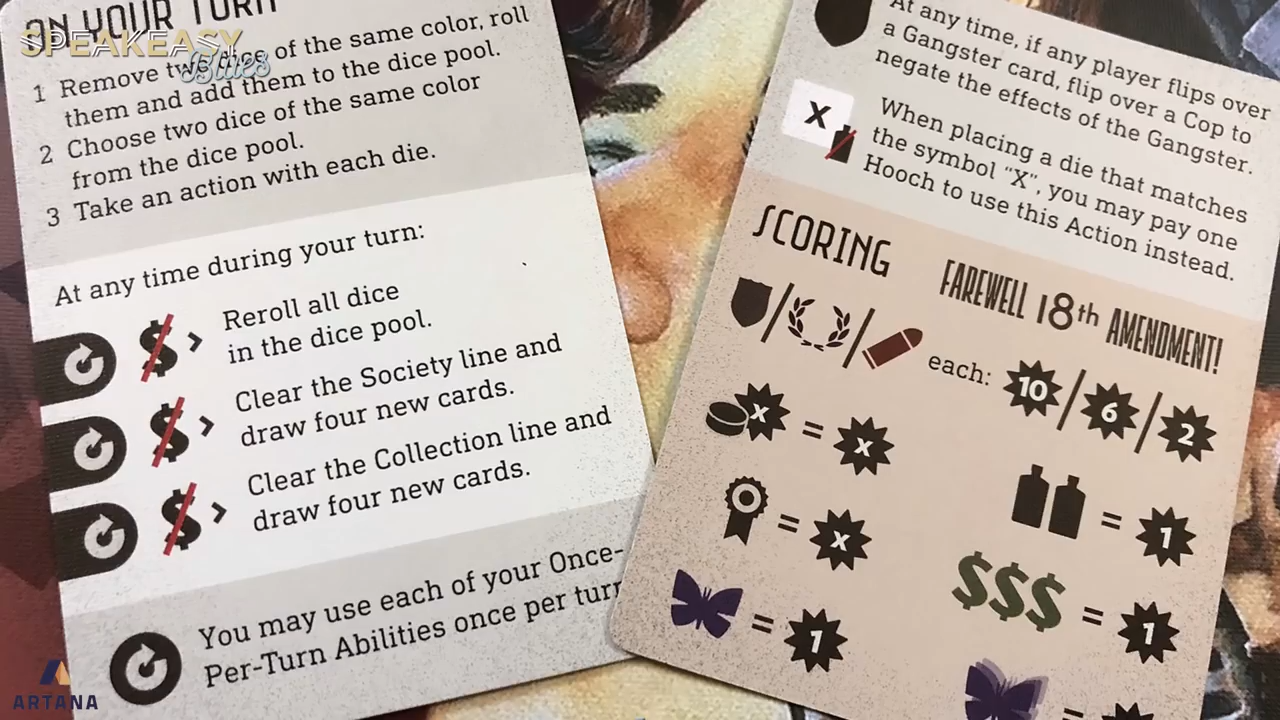 ON YOUR TURN
SPEAKEASY
Blues
1 Remove two dice of the same color, roll
them and add them to the dice pool.
2 Choose two dice of the same color
from the dice pool.
3 Take an action with each die.
At any time during your turn:
$ > Reroll all dice
in the dice pool.
$ > Clear the Society line and
draw four new cards.
$ > Clear the Collection line and
draw four new cards.
You may use each of your Once-
Per-Turn Abilities once per turn
ARTANA
At any time, if any player flips over
a Gangster card, flip over a Cop to
negate the effects of the Gangster.
X
When placing a die that matches
the symbol "X", you may pay one
Hooch to use this Action instead.
SCORING
FAREWELL 18th AMENDMENT!
/ / each: 10 / 6 / 2
X = X
= X
= 1
= 1
$$$ = 1
=